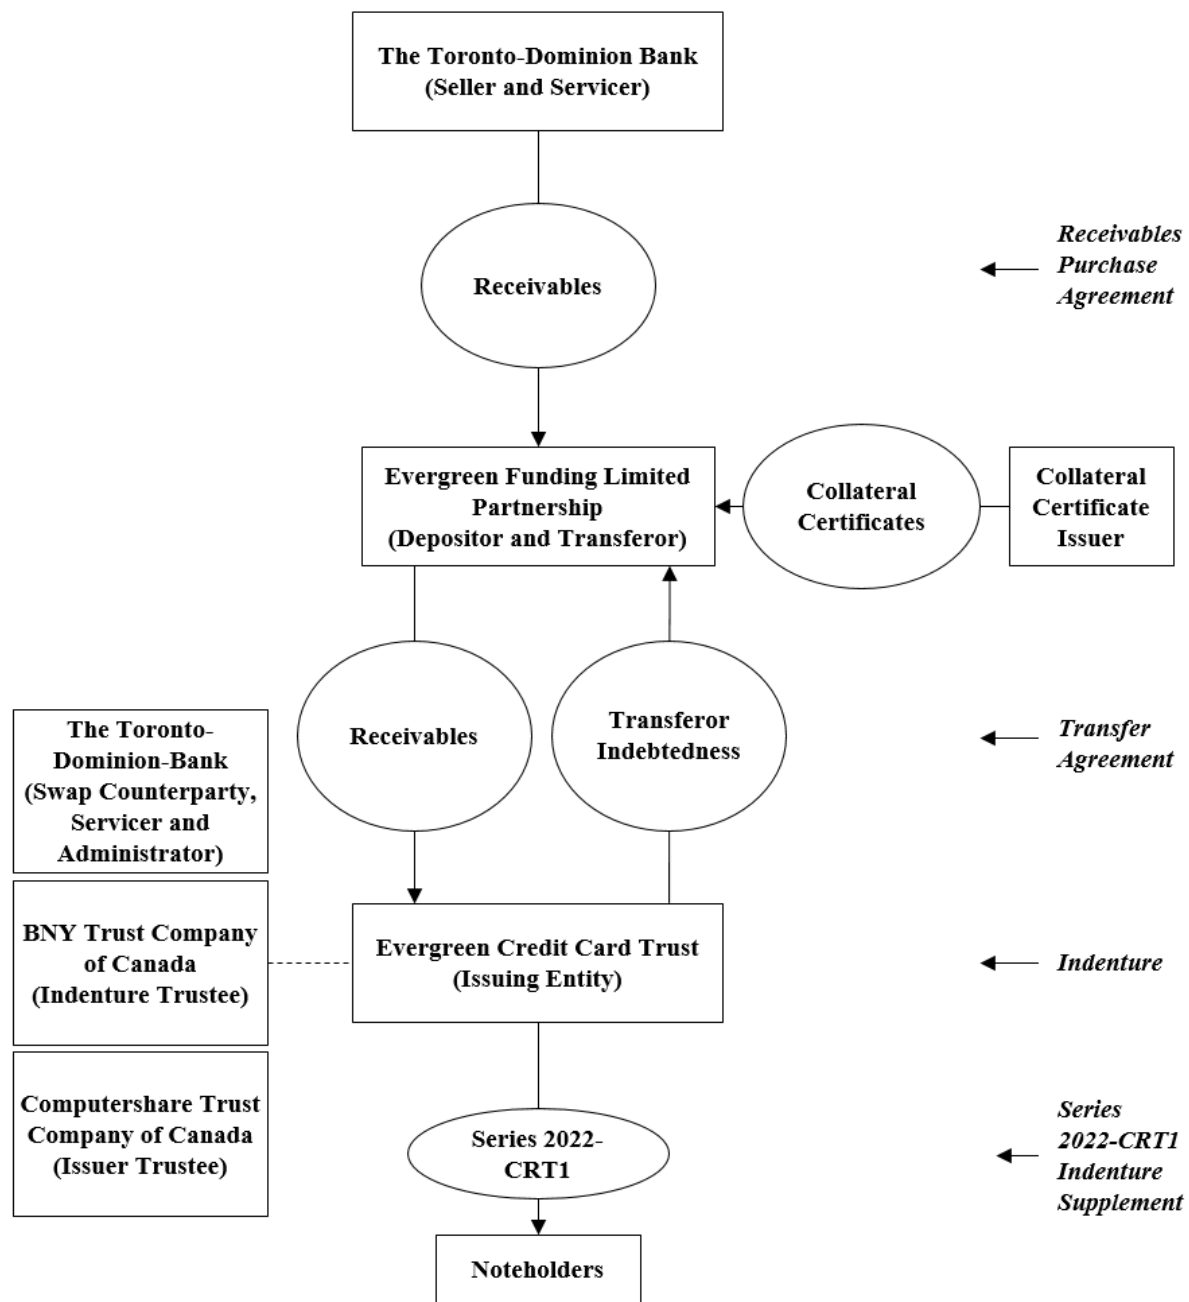 The Toronto-Dominion Bank
(Seller and Servicer)
Receivables
Receivables
Purchase
Agreement
Evergreen Funding Limited
Partnership
(Depositor and Transferor)
Collateral
Certificates
Collateral
Certificate
Issuer
Receivables
Transferor
Indebtedness
Transfer
Agreement
The Toronto-
Dominion-Bank
(Swap Counterparty,
Servicer and
Administrator)
BNY Trust Company
of Canada
(Indenture Trustee)
Evergreen Credit Card Trust
(Issuing Entity)
Indenture
Computershare Trust
Company of Canada
(Issuer Trustee)
Series 2022-
CRT1
Series
2022-CRT1
Indenture
Supplement
Noteholders